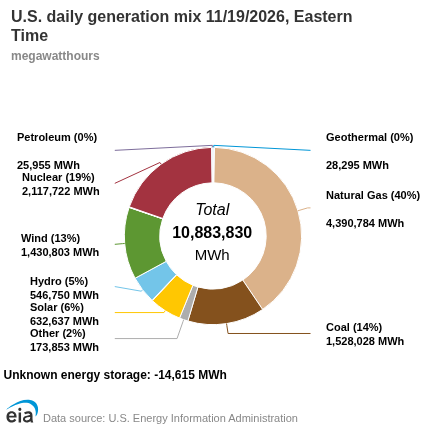 U.S. daily generation mix 11/19/2026, Eastern
Time
megawatthours
Petroleum (0%)
25,955 MWh
Nuclear (19%)
2,117,722 MWh
Wind (13%)
1,430,803 MWh
Hydro (5%)
546,750 MWh
Solar (6%)
632,637 MWh
Other (2%)
173,853 MWh
Total
10,883,830
MWh
Geothermal (0%)
28,295 MWh
Natural Gas (40%)
4,390,784 MWh
Coal (14%)
1,528,028 MWh
Unknown energy storage: -14,615 MWh
eia Data source: U.S. Energy Information Administration